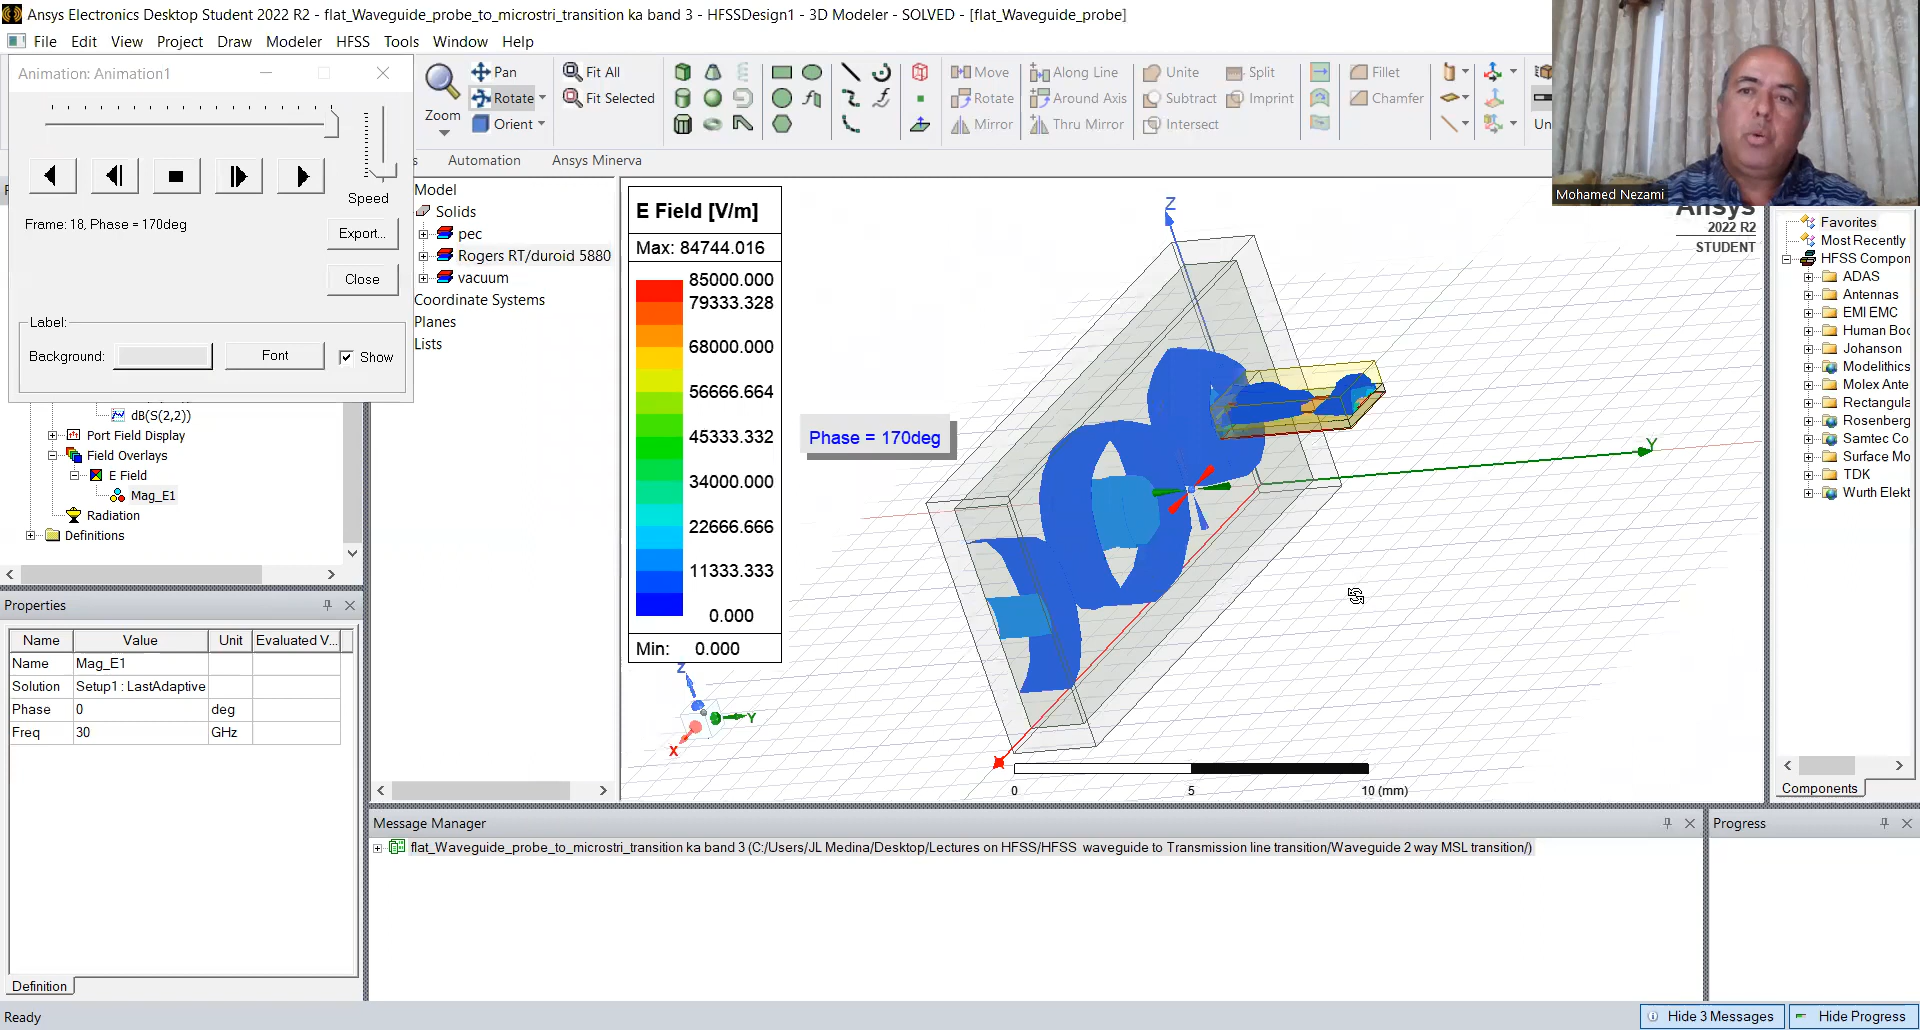 Ansys Electronics Desktop Student 2022 R2 - flat_Waveguide_probe_to_microstri_transition ka band 3 - HFSSDesign1 - 3D Modeler - SOLVED - [flat_Waveguide_probe]
File Edit View Project Draw Modeler HFSS Tools Window Help
Animation: Animation1
Speed
Frame: 18, Phase = 170deg
Export...
Close
Label:
Background:
Font
Show
Zoom
Pan
Rotate
Orient
Fit All
Fit Selected
Move
Rotate
Mirror
Along Line
Around Axis
Thru Mirror
Unite
Subtract
Intersect
Split
Imprint
Fillet
Chamfer
Un
s Automation Ansys Minerva
Mohamed Nezami
dB(S(2,2))
Port Field Display
Field Overlays
E Field
Mag_E1
Radiation
Definitions
Model
Solids
pec
Rogers RT/duroid 5880
vacuum
Coordinate Systems
Planes
Lists
E Field [V/m]
Max: 84744.016
85000.000
79333.328
68000.000
56666.664
45333.332
34000.000
22666.666
11333.333
0.000
Min: 0.000
Phase = 170deg
Z
Y
Z
Y
X
0 5 10 (mm)
Ansys
2022 R2
STUDENT
Favorites
Most Recently
HFSS Compon
ADAS
Antennas
EMI EMC
Human Boo
Johanson
Modelithics
Molex Ante
Rectangula
Rosenberg
Samtec Co
Surface Mo
TDK
Wurth Elekt
Components
Properties
Name Value Unit Evaluated V...
Name Mag_E1
Solution Setup1 : LastAdaptive
Phase 0 deg
Freq 30 GHz
Definition
Message Manager
flat_Waveguide_probe_to_microstri_transition ka band 3 (C:/Users/JL Medina/Desktop/Lectures on HFSS/HFSS waveguide to Transmission line transition/Waveguide 2 way MSL transition/)
Progress
Ready
Hide 3 Messages
Hide Progress